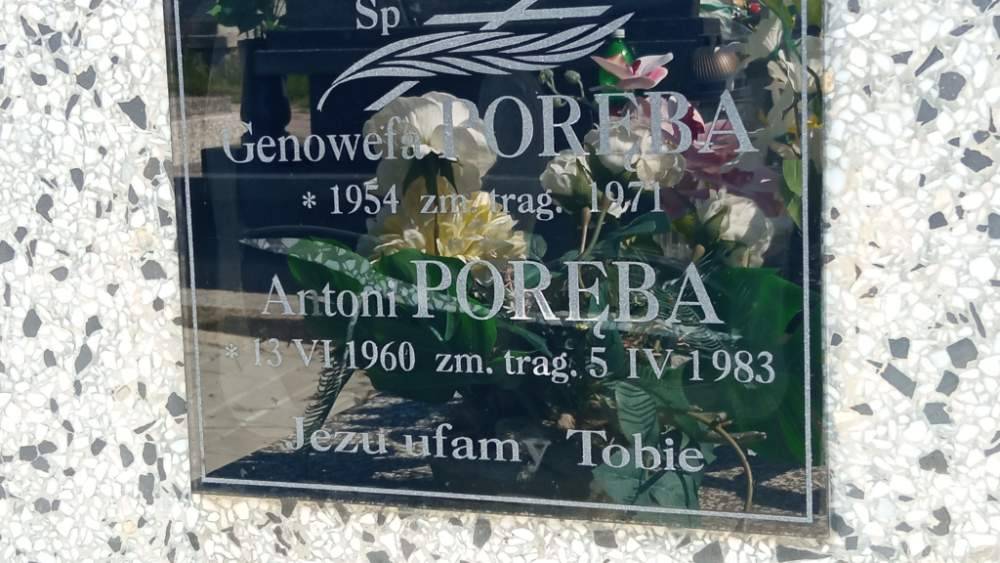 Sp
Genowefa PORĘBA
* 1954 zm. trag. 1971
Antoni PORĘBA
* 13 VI 1960 zm. trag. 5 IV 1983
Jezu ufamy Tobie